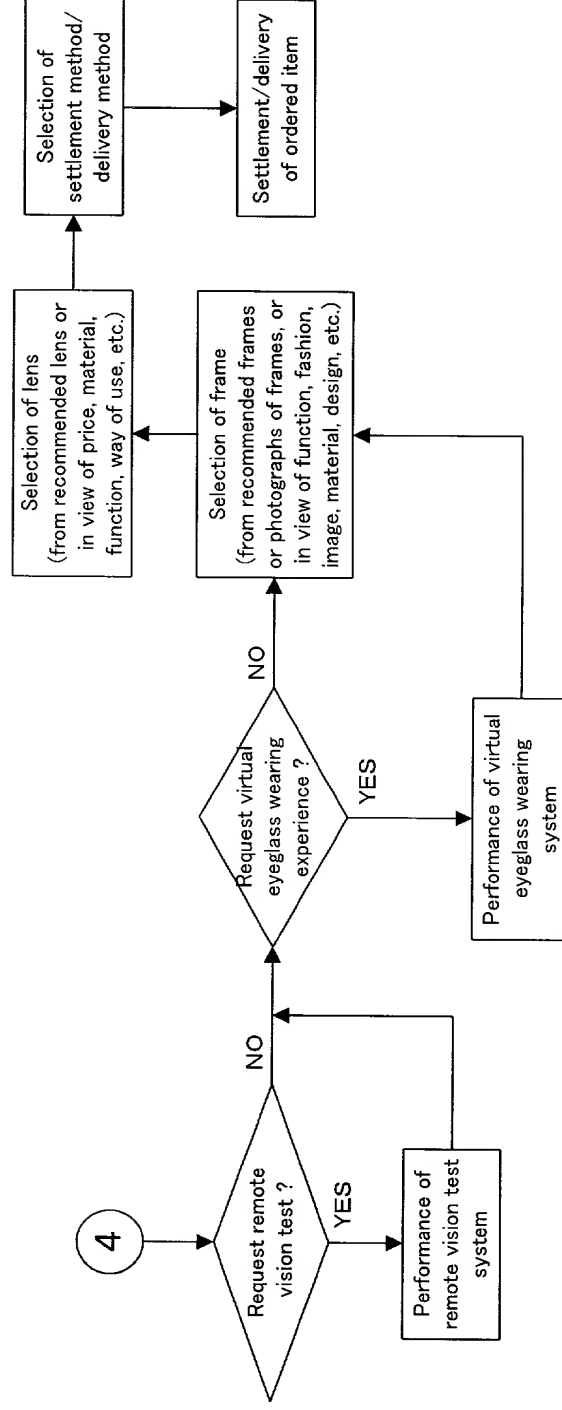 4
Request remote
vision test ?
NO
YES
Performance of
remote vision test
system
Request virtual
eyeglass wearing
experience ?
NO
YES
Performance of virtual
eyeglass wearing
system
Selection of frame
(from recommended frames
or photographs of frames, or
in view of function, fashion,
image, material, design, etc.)
Selection of lens
(from recommended lens or
in view of price, material,
function, way of use, etc.)
Selection of
settlement method/
delivery method
Settlement/delivery
of ordered item